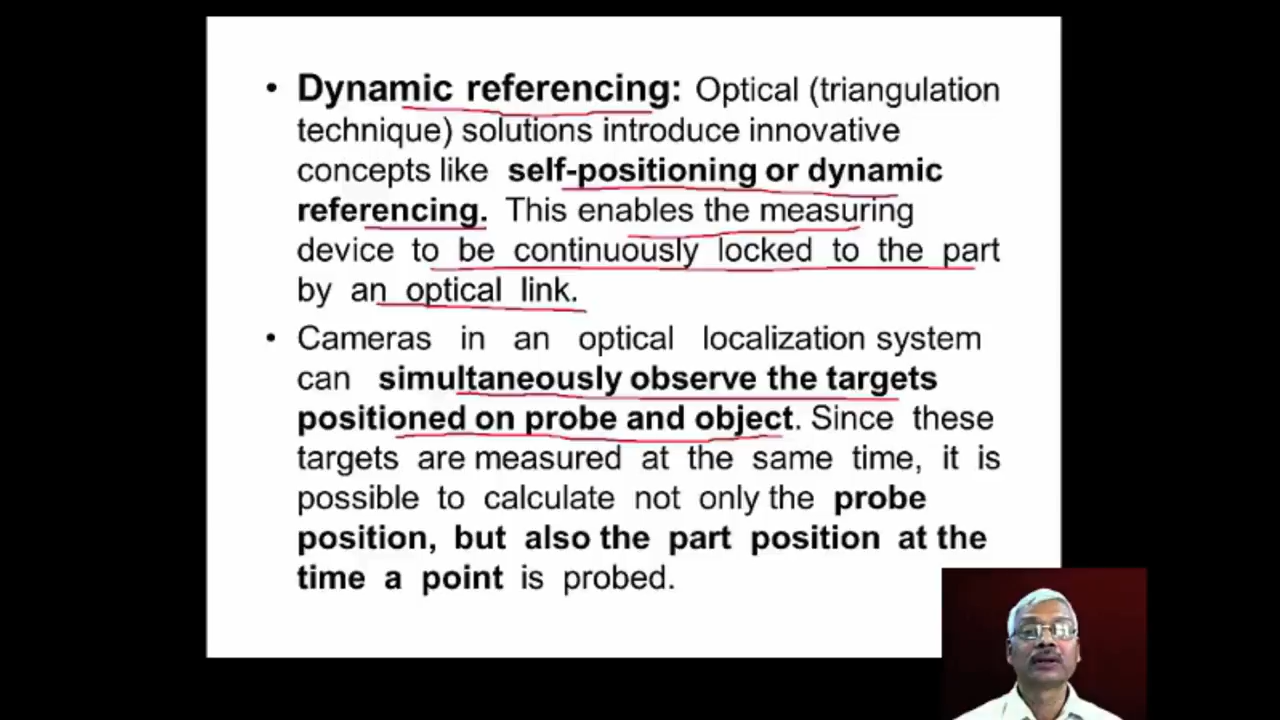 • Dynamic referencing: Optical (triangulation
technique) solutions introduce innovative
concepts like self-positioning or dynamic
referencing. This enables the measuring
device to be continuously locked to the part
by an optical link.
• Cameras in an optical localization system
can simultaneously observe the targets
positioned on probe and object. Since these
targets are measured at the same time, it is
possible to calculate not only the probe
position, but also the part position at the
time a point is probed.